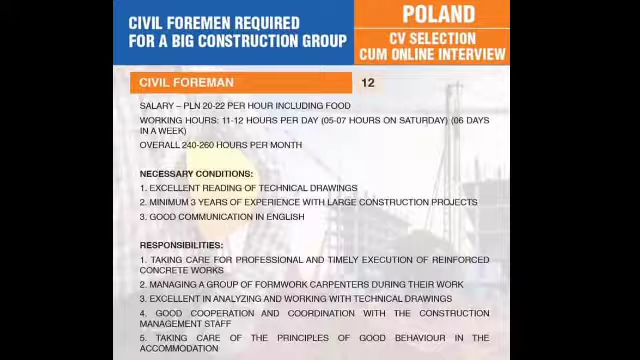 CIVIL FOREMEN REQUIRED
FOR A BIG CONSTRUCTION GROUP
POLAND
CV SELECTION
CUM ONLINE INTERVIEW
CIVIL FOREMAN 12
SALARY – PLN 20-22 PER HOUR INCLUDING FOOD
WORKING HOURS: 11-12 HOURS PER DAY (05-07 HOURS ON SATURDAY) (06 DAYS
IN A WEEK)
OVERALL 240-260 HOURS PER MONTH
NECESSARY CONDITIONS:
1. EXCELLENT READING OF TECHNICAL DRAWINGS
2. MINIMUM 3 YEARS OF EXPERIENCE WITH LARGE CONSTRUCTION PROJECTS
3. GOOD COMMUNICATION IN ENGLISH
RESPONSIBILITIES:
1. TAKING CARE FOR PROFESSIONAL AND TIMELY EXECUTION OF REINFORCED
CONCRETE WORKS
2. MANAGING A GROUP OF FORMWORK CARPENTERS DURING THEIR WORK
3. EXCELLENT IN ANALYZING AND WORKING WITH TECHNICAL DRAWINGS
4. GOOD COOPERATION AND COORDINATION WITH THE CONSTRUCTION
MANAGEMENT STAFF
5. TAKING CARE OF THE PRINCIPLES OF GOOD BEHAVIOUR IN THE
ACCOMMODATION